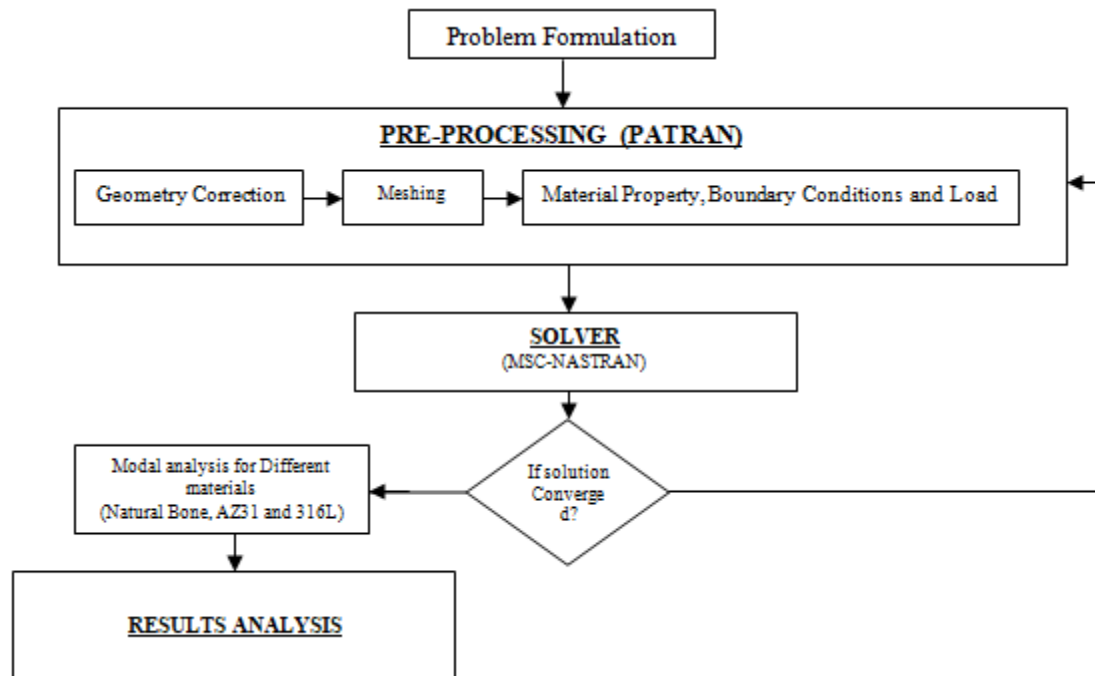 Problem Formulation
PRE-PROCESSING (PATRAN)
Geometry Correction
Meshing
Material Property, Boundary Conditions and Load
SOLVER
(MSC-NASTRAN)
If solution
Converge
d?
Modal analysis for Different
materials
(Natural Bone, AZ31 and 316L)
RESULTS ANALYSIS